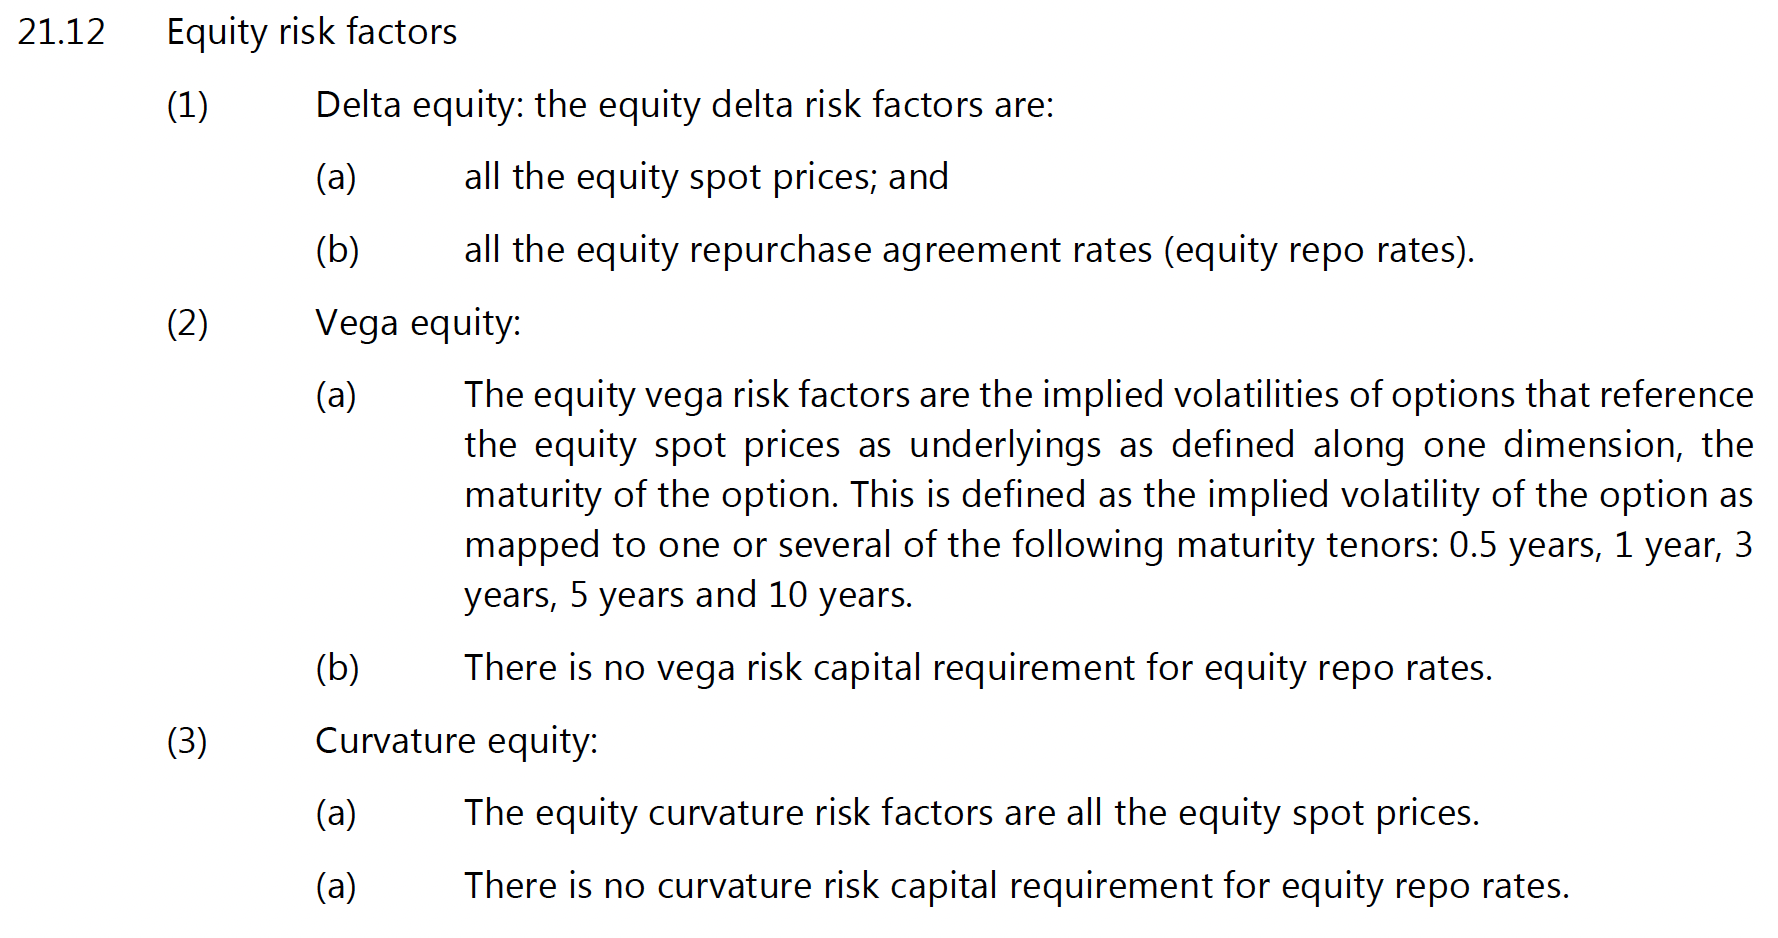 21.12 Equity risk factors
(1) Delta equity: the equity delta risk factors are:
(a) all the equity spot prices; and
(b) all the equity repurchase agreement rates (equity repo rates).
(2) Vega equity:
(a) The equity vega risk factors are the implied volatilities of options that reference
the equity spot prices as underlyings as defined along one dimension, the
maturity of the option. This is defined as the implied volatility of the option as
mapped to one or several of the following maturity tenors: 0.5 years, 1 year, 3
years, 5 years and 10 years.
(b) There is no vega risk capital requirement for equity repo rates.
(3) Curvature equity:
(a) The equity curvature risk factors are all the equity spot prices.
(a) There is no curvature risk capital requirement for equity repo rates.